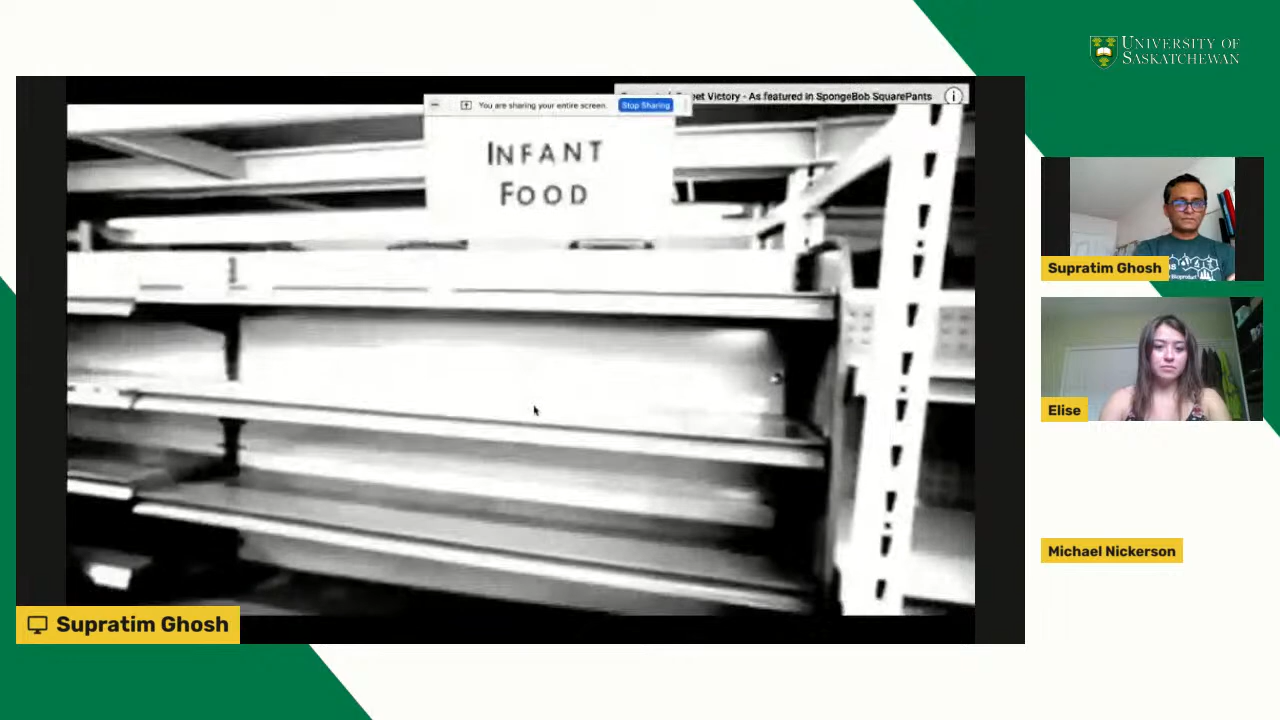 UNIVERSITY OF
SASKATCHEWAN
Victory - As featured in SpongeBob SquarePants
You are sharing your entire screen.
Stop Sharing
INFANT
FOOD
Supratim Ghosh
Elise
Michael Nickerson
Supratim Ghosh